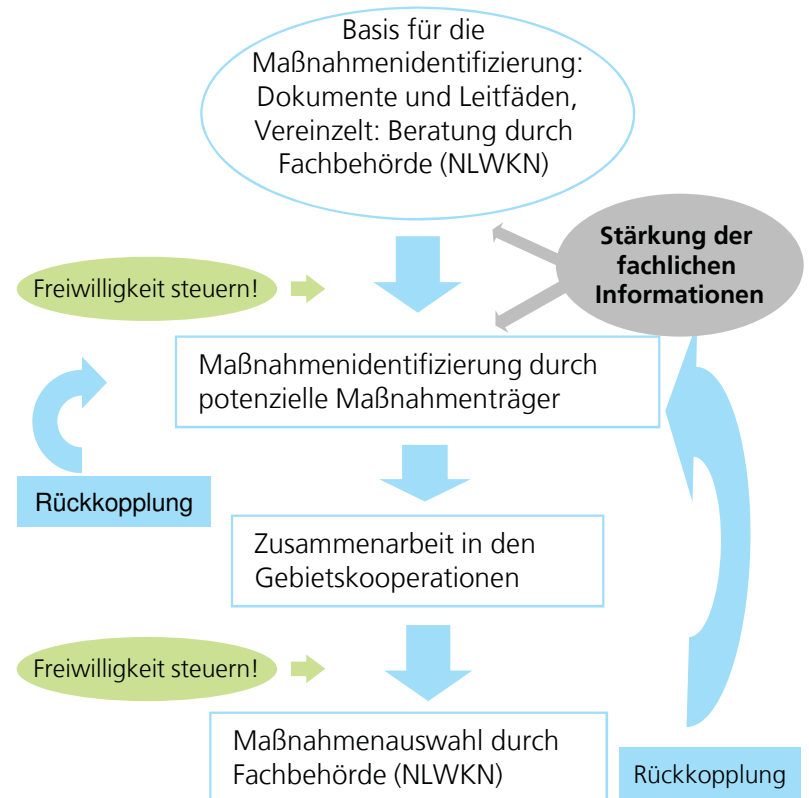 Basis für die
Maßnahmenidentifizierung:
Dokumente und Leitfäden,
Vereinzelt: Beratung durch
Fachbehörde (NLWKN)
Stärkung der
fachlichen
Informationen
Freiwilligkeit steuern!
Maßnahmenidentifizierung durch
potenzielle Maßnahmenträger
Rückkopplung
Zusammenarbeit in den
Gebietskooperationen
Freiwilligkeit steuern!
Maßnahmenauswahl durch
Fachbehörde (NLWKN)
Rückkopplung